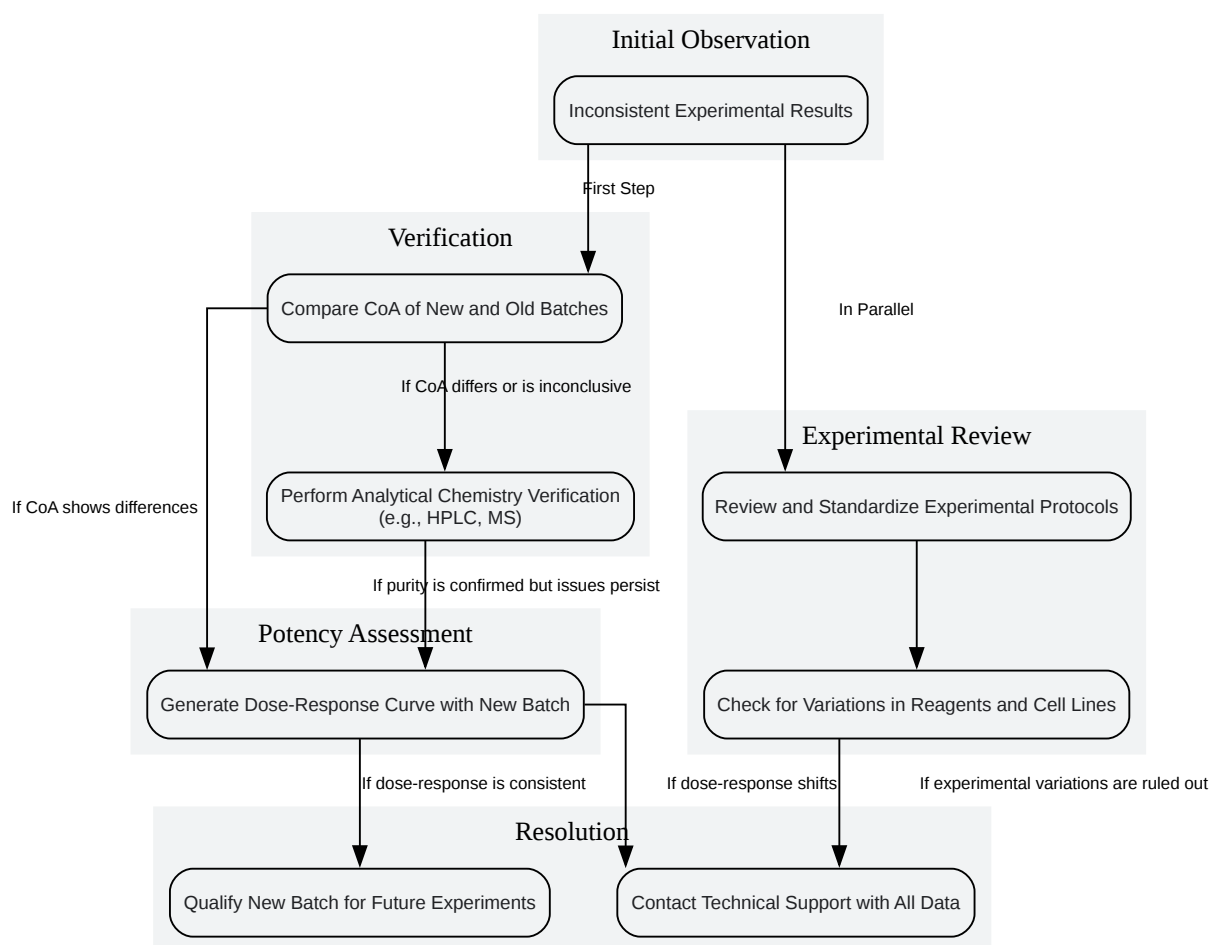 Initial Observation
Inconsistent Experimental Results
First Step
Verification
Compare CoA of New and Old Batches
In Parallel
If CoA differs or is inconclusive
Experimental Review
Perform Analytical Chemistry Verification
(e.g., HPLC, MS)
Review and Standardize Experimental Protocols
If CoA shows differences
If purity is confirmed but issues persist
Potency Assessment
Generate Dose-Response Curve with New Batch
Check for Variations in Reagents and Cell Lines
If dose-response is consistent
If dose-response shifts
If experimental variations are ruled out
Resolution
Qualify New Batch for Future Experiments
Contact Technical Support with All Data